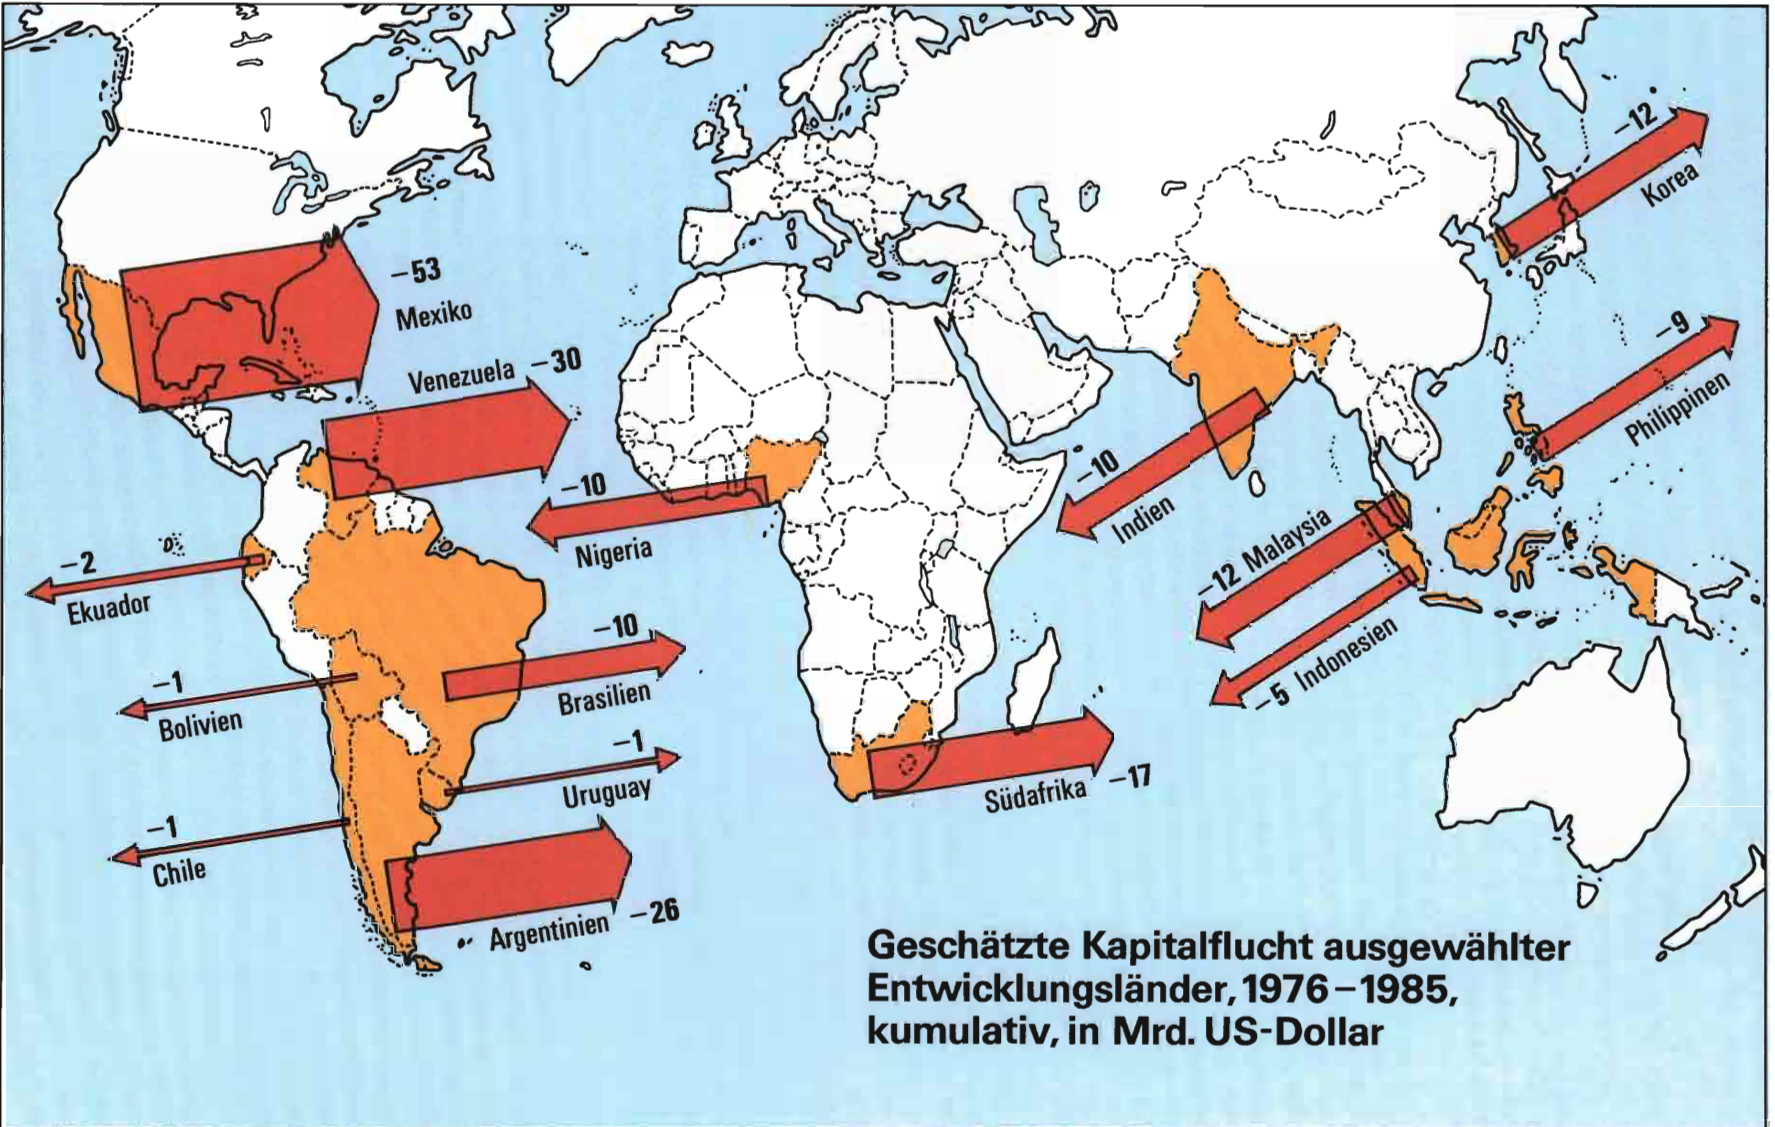 −53
Mexiko
Venezuela −30
−10
Nigeria
−2
Ekuador
−10
Brasilien
−1
Bolivien
−1
Uruguay
−1
Chile
Argentinien −26
−17
Südafrika
−10
Indien
−12 Malaysia
−5 Indonesien
−12
Korea
−9
Philippinen
Geschätzte Kapitalflucht ausgewählter
Entwicklungsländer, 1976–1985,
kumulativ, in Mrd. US-Dollar